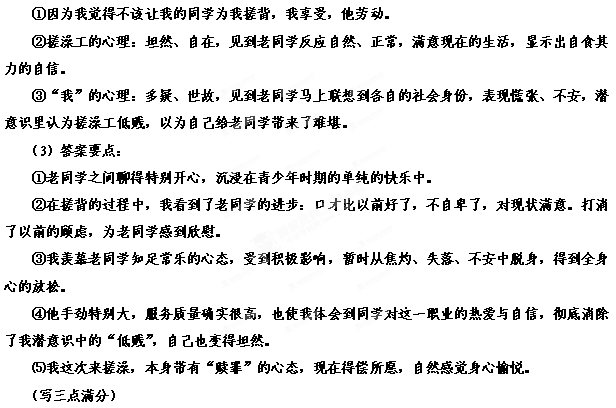 ①因为我觉得不该让我的同学为我搓背，我享受，他劳动。
②搓澡工的心理：坦然、自在，见到老同学反应自然、正常，满意现在的生活，显示出自食其
力的自信。
③“我”的心理：多疑、世故，见到老同学马上联想到各自的社会身份，表现慌张、不安，潜
意识里认为搓澡工低贱，以为自己给老同学带来了难堪。
（3）答案要点：
①老同学之间聊得特别开心，沉浸在青少年时期的单纯的快乐中。
②在搓背的过程中，我看到了老同学的进步：口才比以前好了，不自卑了，对现状满意。打消
了以前的顾虑，为老同学感到欣慰。
③我羡慕老同学知足常乐的心态，受到积极影响，暂时从焦灼、失落、不安中脱身，得到全身
心的放松。
④他手劲特别大，服务质量确实很高，也使我体会到同学对这一职业的热爱与自信，彻底消除
了我潜意识中的“低贱”，自己也变得坦然。
⑤我这次来搓澡，本身带有“赎罪”的心态，现在得偿所愿，自然感觉身心愉悦。
（写三点满分）